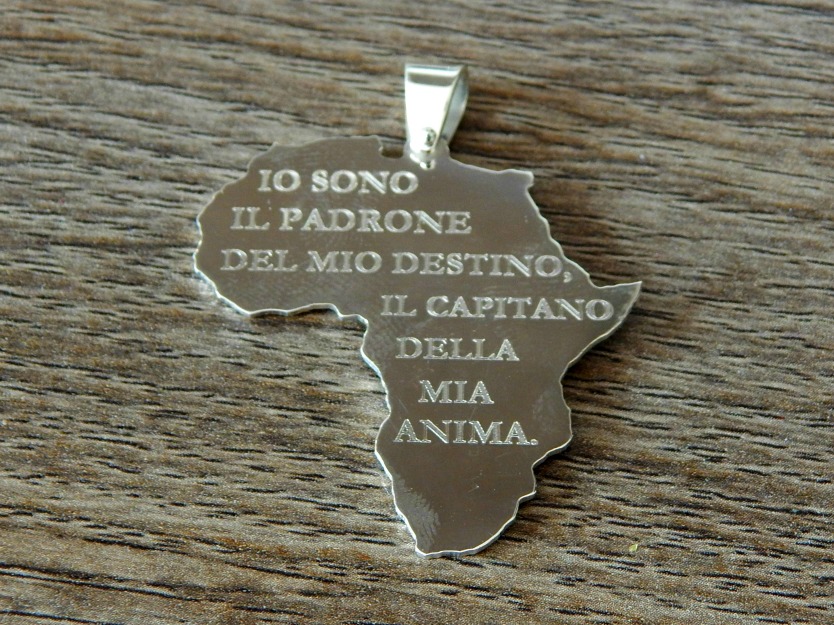 IO SONO
IL PADRONE
DEL MIO DESTINO,
IL CAPITANO
DELLA
MIA
ANIMA.